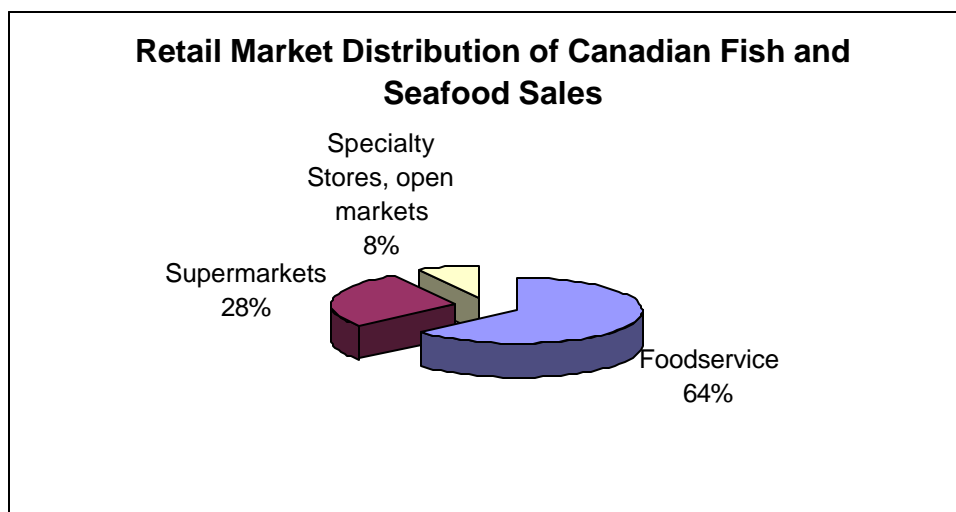 Retail Market Distribution of Canadian Fish and
Seafood Sales
Specialty
Stores, open
markets
8%
Supermarkets
28%
Foodservice
64%